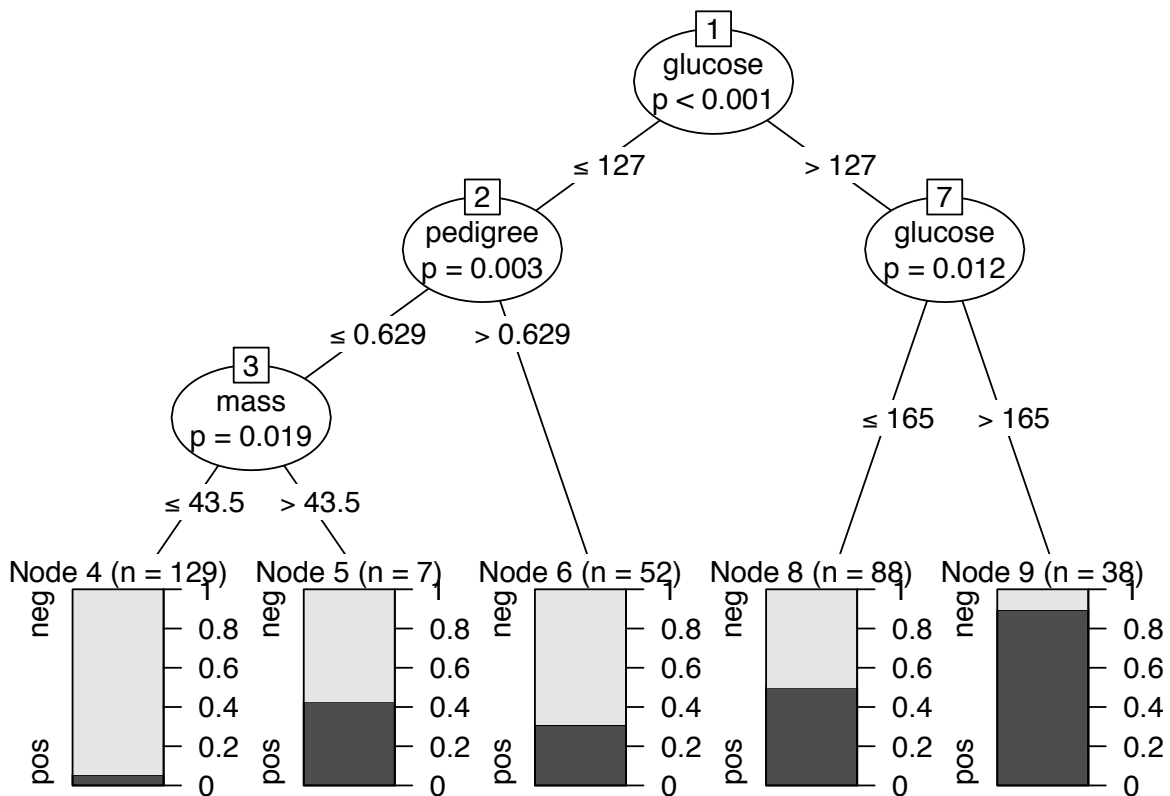 1
glucose
p < 0.001
≤ 127
> 127
2
pedigree
p = 0.003
7
glucose
p = 0.012
≤ 0.629
> 0.629
3
mass
p = 0.019
≤ 165
> 165
≤ 43.5
> 43.5
Node 4 (n = 129)
neg
pos
1
0.8
0.6
0.4
0.2
0
Node 5 (n = 7)
neg
pos
1
0.8
0.6
0.4
0.2
0
Node 6 (n = 52)
neg
pos
1
0.8
0.6
0.4
0.2
0
Node 8 (n = 88)
neg
pos
1
0.8
0.6
0.4
0.2
0
Node 9 (n = 38)
neg
pos
1
0.8
0.6
0.4
0.2
0